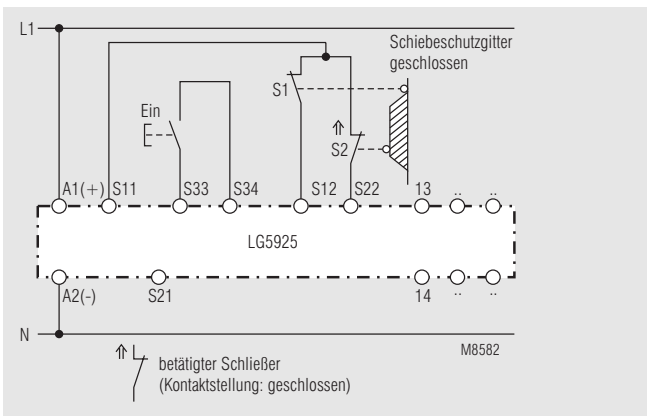 L1
Schiebeschutzgitter
geschlossen
S1
Ein
S2
A1(+) S11 S33 S34 S12 S22 13 .. ..
LG5925
A2(-) S21 14 .. ..
N
M8582
betätigter Schließer
(Kontaktstellung: geschlossen)